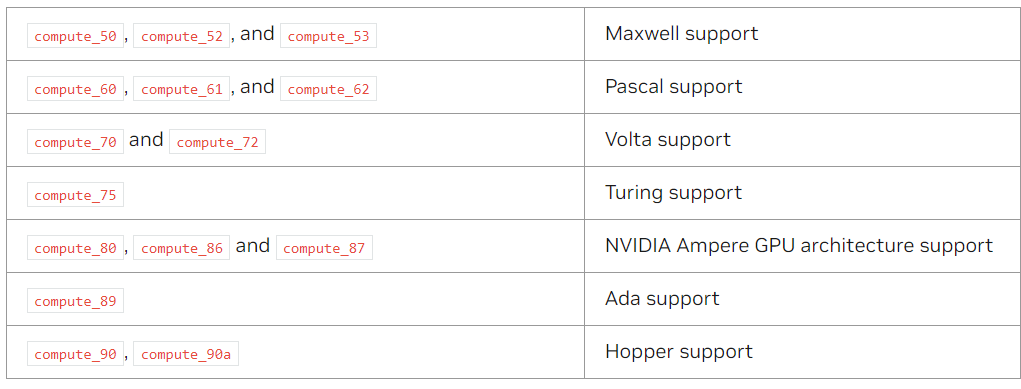 compute_50, compute_52, and compute_53 Maxwell support
compute_60, compute_61, and compute_62 Pascal support
compute_70 and compute_72 Volta support
compute_75 Turing support
compute_80, compute_86 and compute_87 NVIDIA Ampere GPU architecture support
compute_89 Ada support
compute_90, compute_90a Hopper support